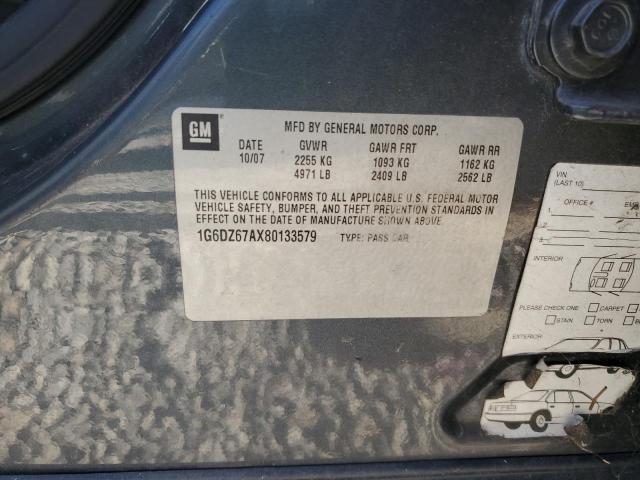 GM
MFD BY GENERAL MOTORS CORP.
DATE GVWR GAWR FRT GAWR RR
10/07 2255 KG 1093 KG 1162 KG
4971 LB 2409 LB 2562 LB
THIS VEHICLE CONFORMS TO ALL APPLICABLE U.S. FEDERAL MOTOR
VEHICLE SAFETY, BUMPER, AND THEFT PREVENTION STANDARDS IN
EFFECT ON THE DATE OF MANUFACTURE SHOWN ABOVE.
1G6DZ67AX80133579 TYPE: PASS CAR
VIN
(LAST 10)
OFFICE #
INTERIOR
PLEASE CHECK ONE CARPET
STAIN TORN
EXTERIOR